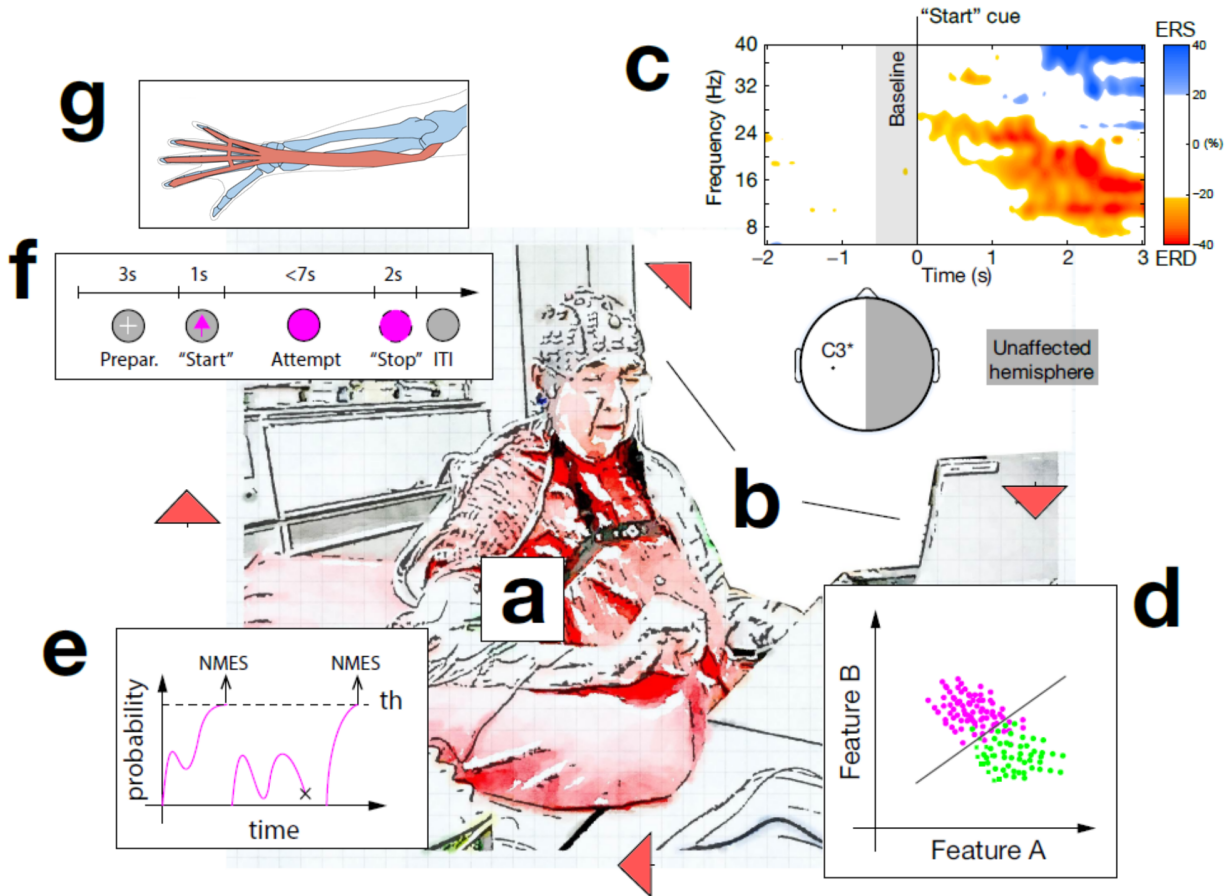 g
c
"Start" cue
ERS
40
32
24
16
8
Frequency (Hz)
Baseline
-2
-1
0
1
2
3
Time (s)
40
20
0 (%)
-20
-40
ERD
f
3s
1s
<7s
2s
Prepar.
"Start"
Attempt
"Stop"
ITI
C3*
Unaffected
hemisphere
b
a
e
NMES
NMES
th
probability
time
d
Feature B
Feature A